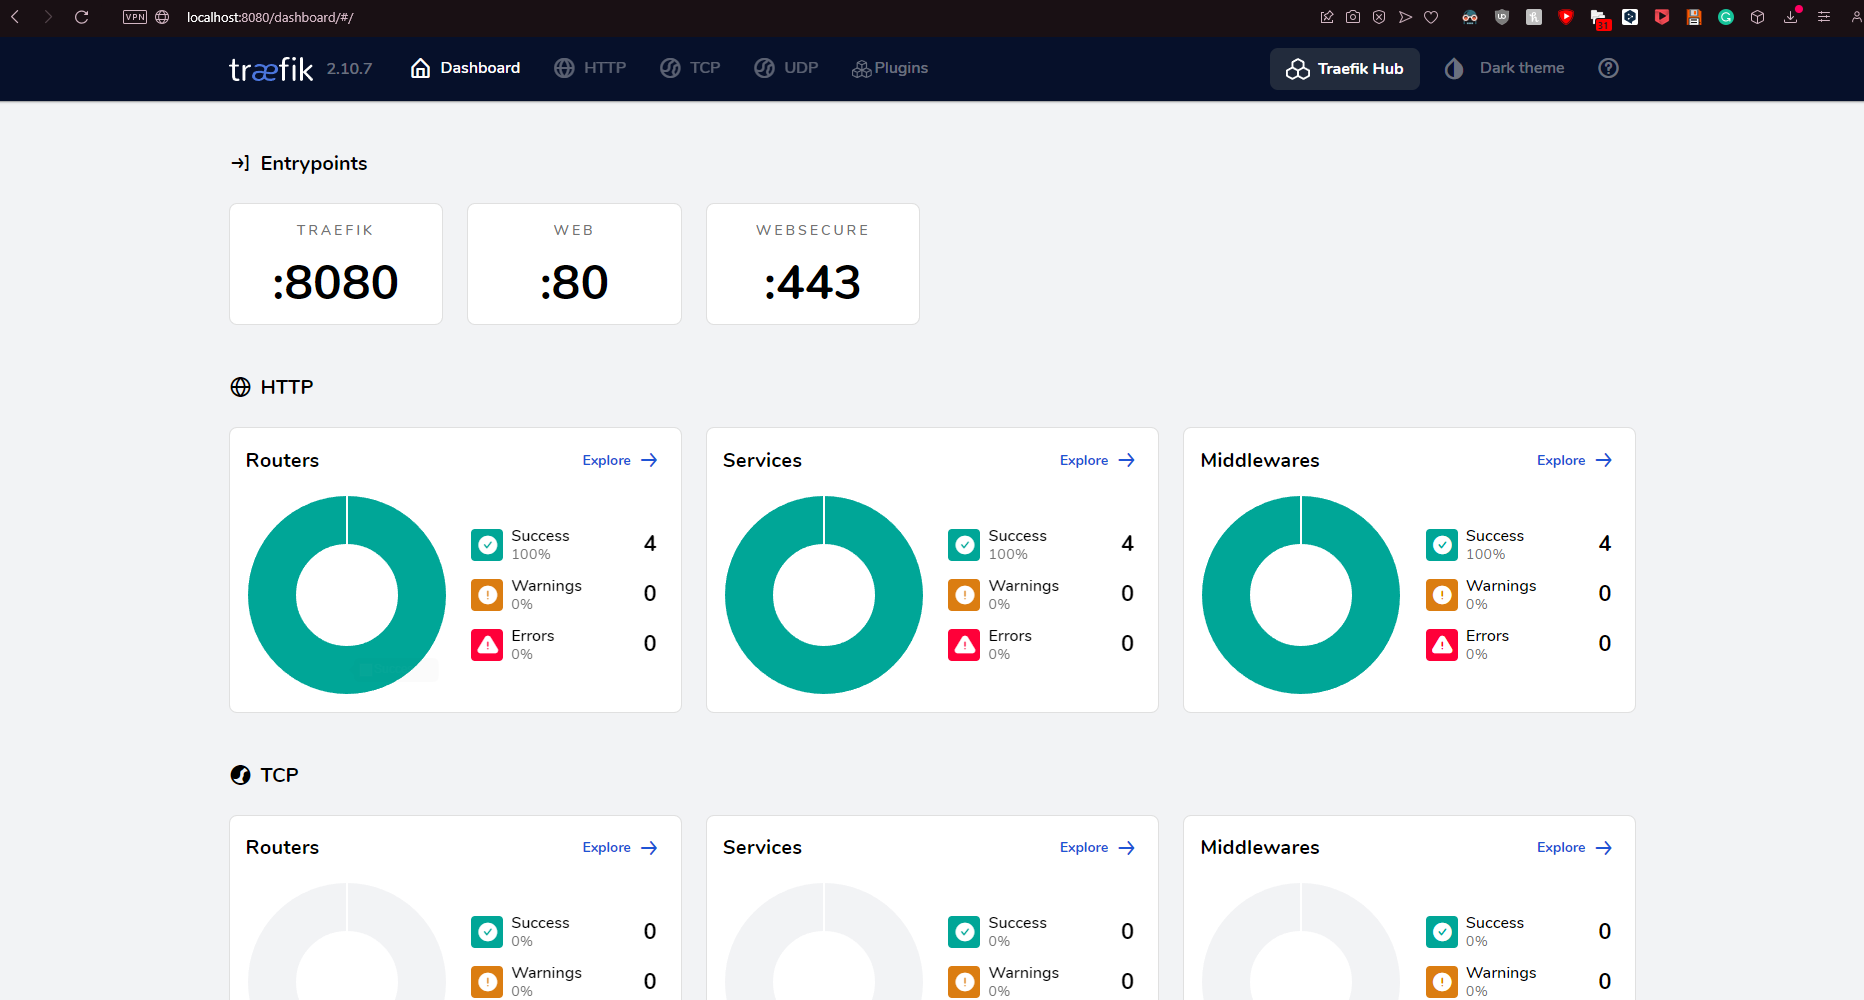 VPN localhost:8080/dashboard/#/
31
træfik 2.10.7 Dashboard HTTP TCP UDP Plugins Traefik Hub Dark theme
Entrypoints
TRAEFIK WEB WEBSECURE
:8080 :80 :443
HTTP
Routers Explore Services Explore Middlewares Explore
Success 4 Success 4 Success 4
100% 100% 100%
Warnings 0 Warnings 0 Warnings 0
0% 0% 0%
Errors 0 Errors 0 Errors 0
0% 0% 0%
TCP
Routers Explore Services Explore Middlewares Explore
Success 0 Success 0 Success 0
0% 0% 0%
Warnings 0 Warnings 0 Warnings 0
0% 0% 0%